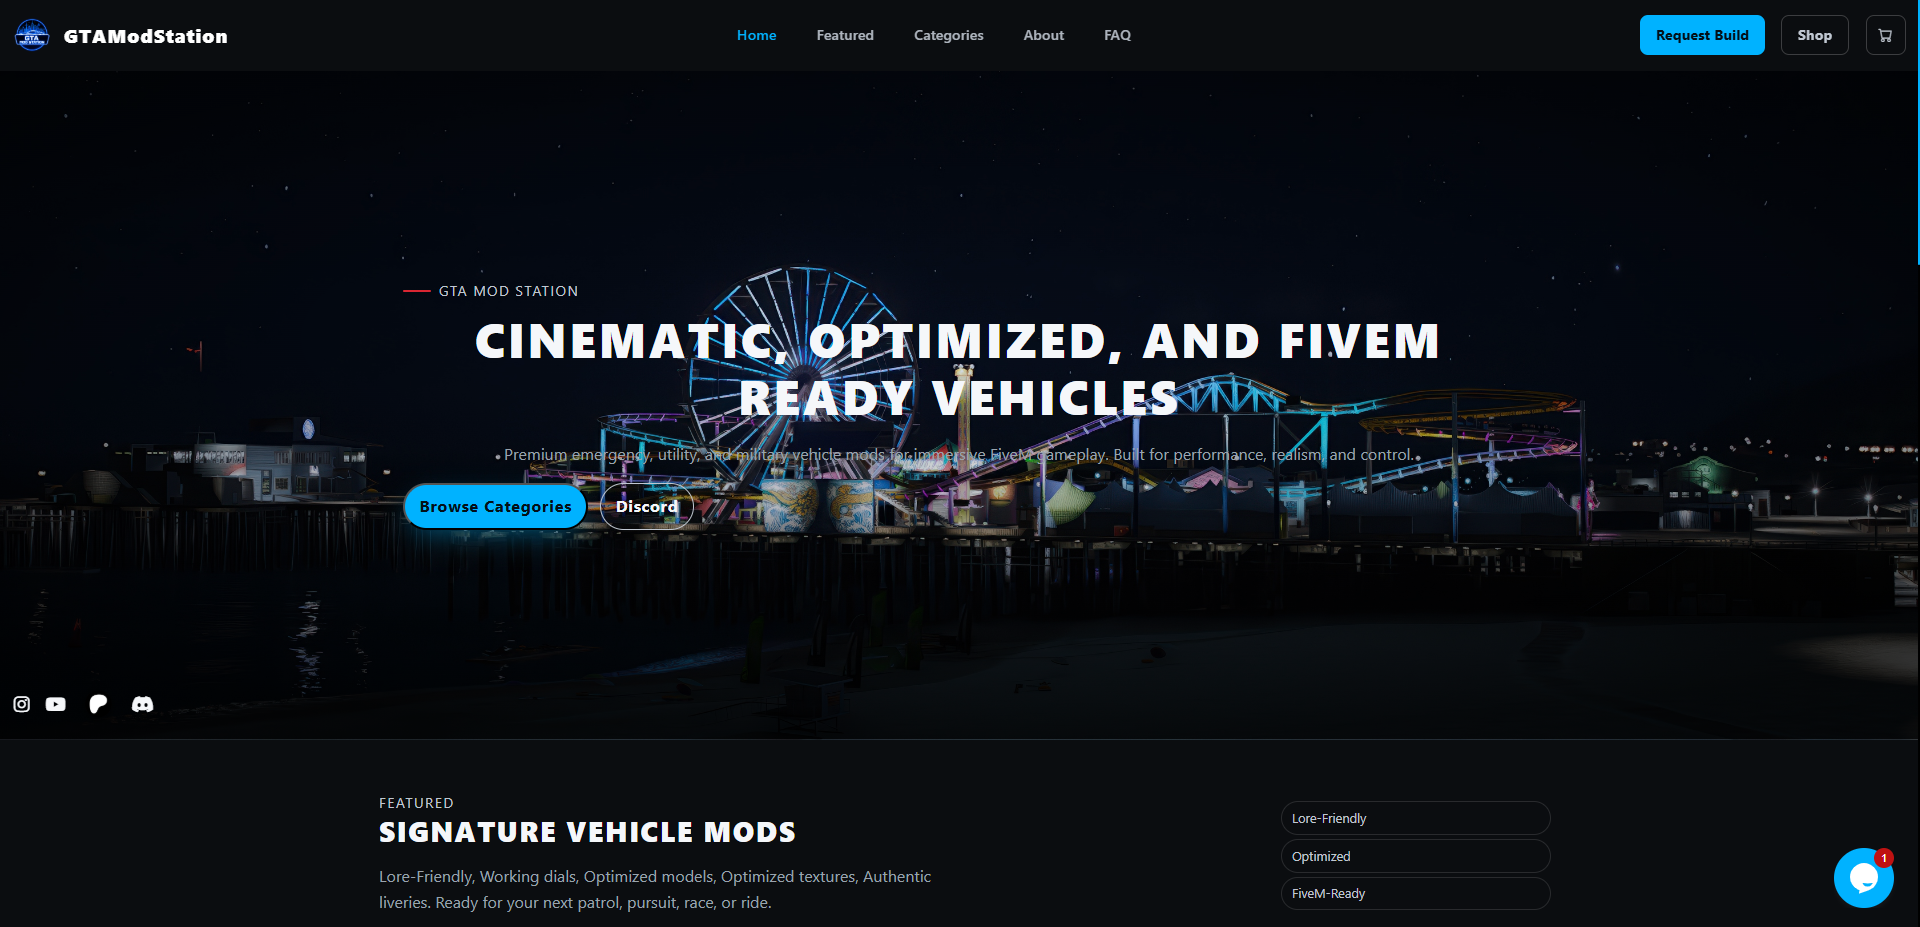 GTA
GTAModStation
Home
Featured
Categories
About
FAQ
Request Build
Shop
GTA MOD STATION
CINEMATIC, OPTIMIZED, AND FIVEM
READY VEHICLES
Premium emergency, utility, and military vehicle mods for immersive FiveM gameplay. Built for performance, realism, and control.
Browse Categories
Discord
FEATURED
SIGNATURE VEHICLE MODS
Lore-Friendly, Working dials, Optimized models, Optimized textures, Authentic
liveries. Ready for your next patrol, pursuit, race, or ride.
Lore-Friendly
Optimized
FiveM-Ready
1